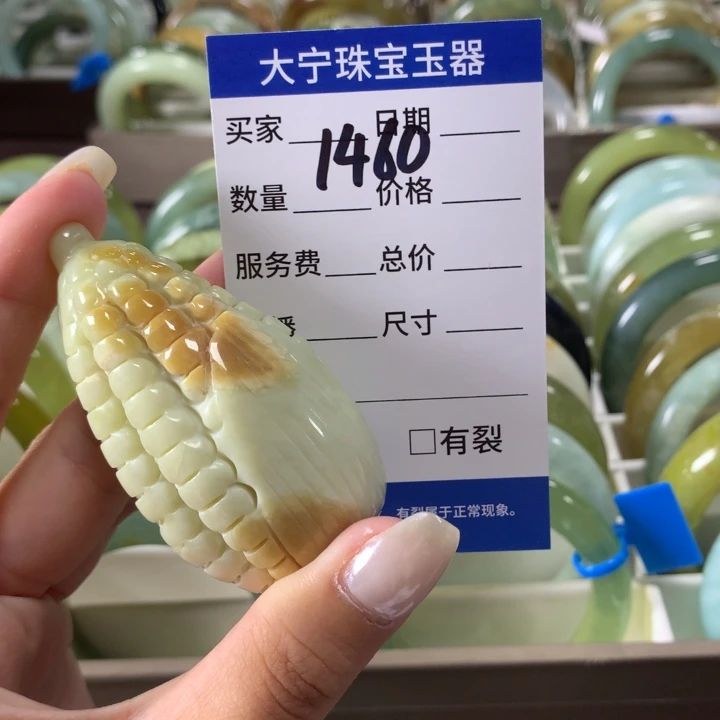 大宁珠宝玉器
买家 日期
1460
数量 价格
服务费 总价
播 尺寸
□有裂
有裂属于正常现象。